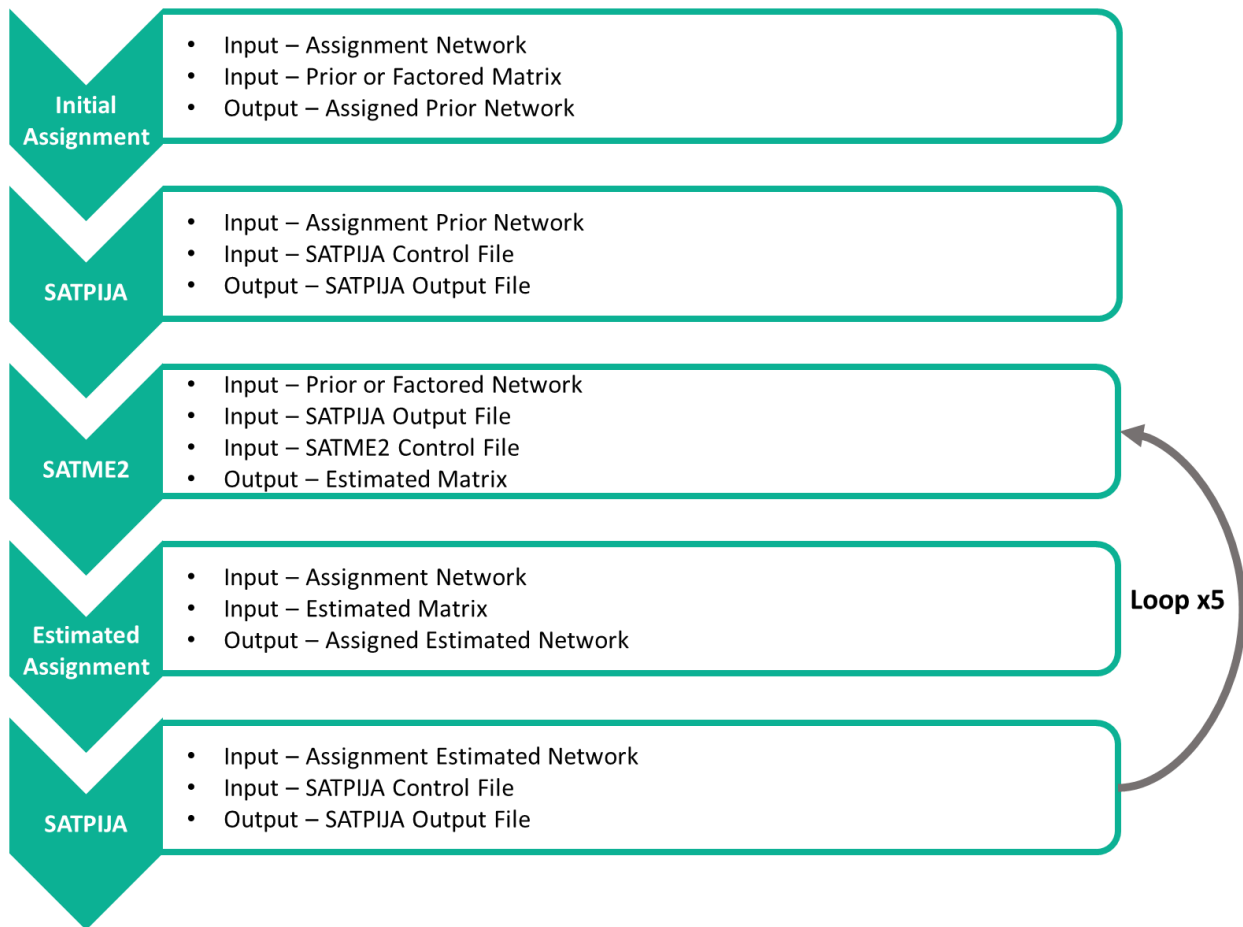 Initial
Assignment
• Input – Assignment Network
• Input – Prior or Factored Matrix
• Output – Assigned Prior Network
SATPIJA
• Input – Assignment Prior Network
• Input – SATPIJA Control File
• Output – SATPIJA Output File
SATME2
• Input – Prior or Factored Network
• Input – SATPIJA Output File
• Input – SATME2 Control File
• Output – Estimated Matrix
Estimated
Assignment
• Input – Assignment Network
• Input – Estimated Matrix
• Output – Assigned Estimated Network
Loop x5
SATPIJA
• Input – Assignment Estimated Network
• Input – SATPIJA Control File
• Output – SATPIJA Output File